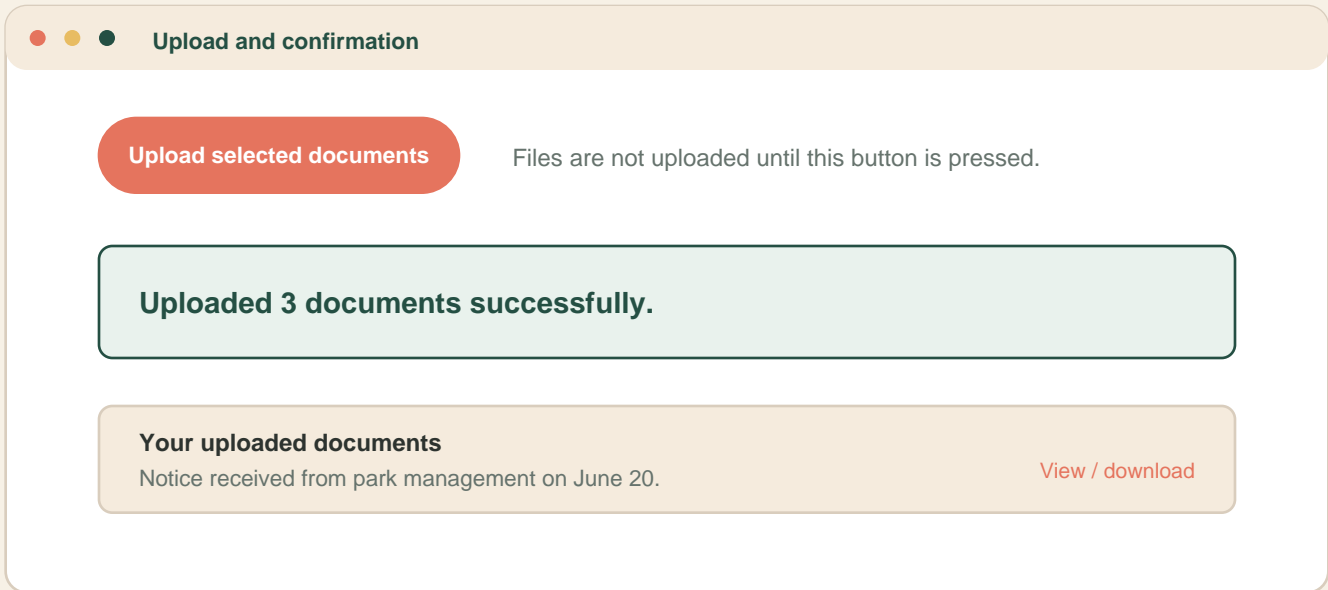 Upload and confirmation
Upload selected documents
Files are not uploaded until this button is pressed.
Uploaded 3 documents successfully.
Your uploaded documents
Notice received from park management on June 20.
View / download